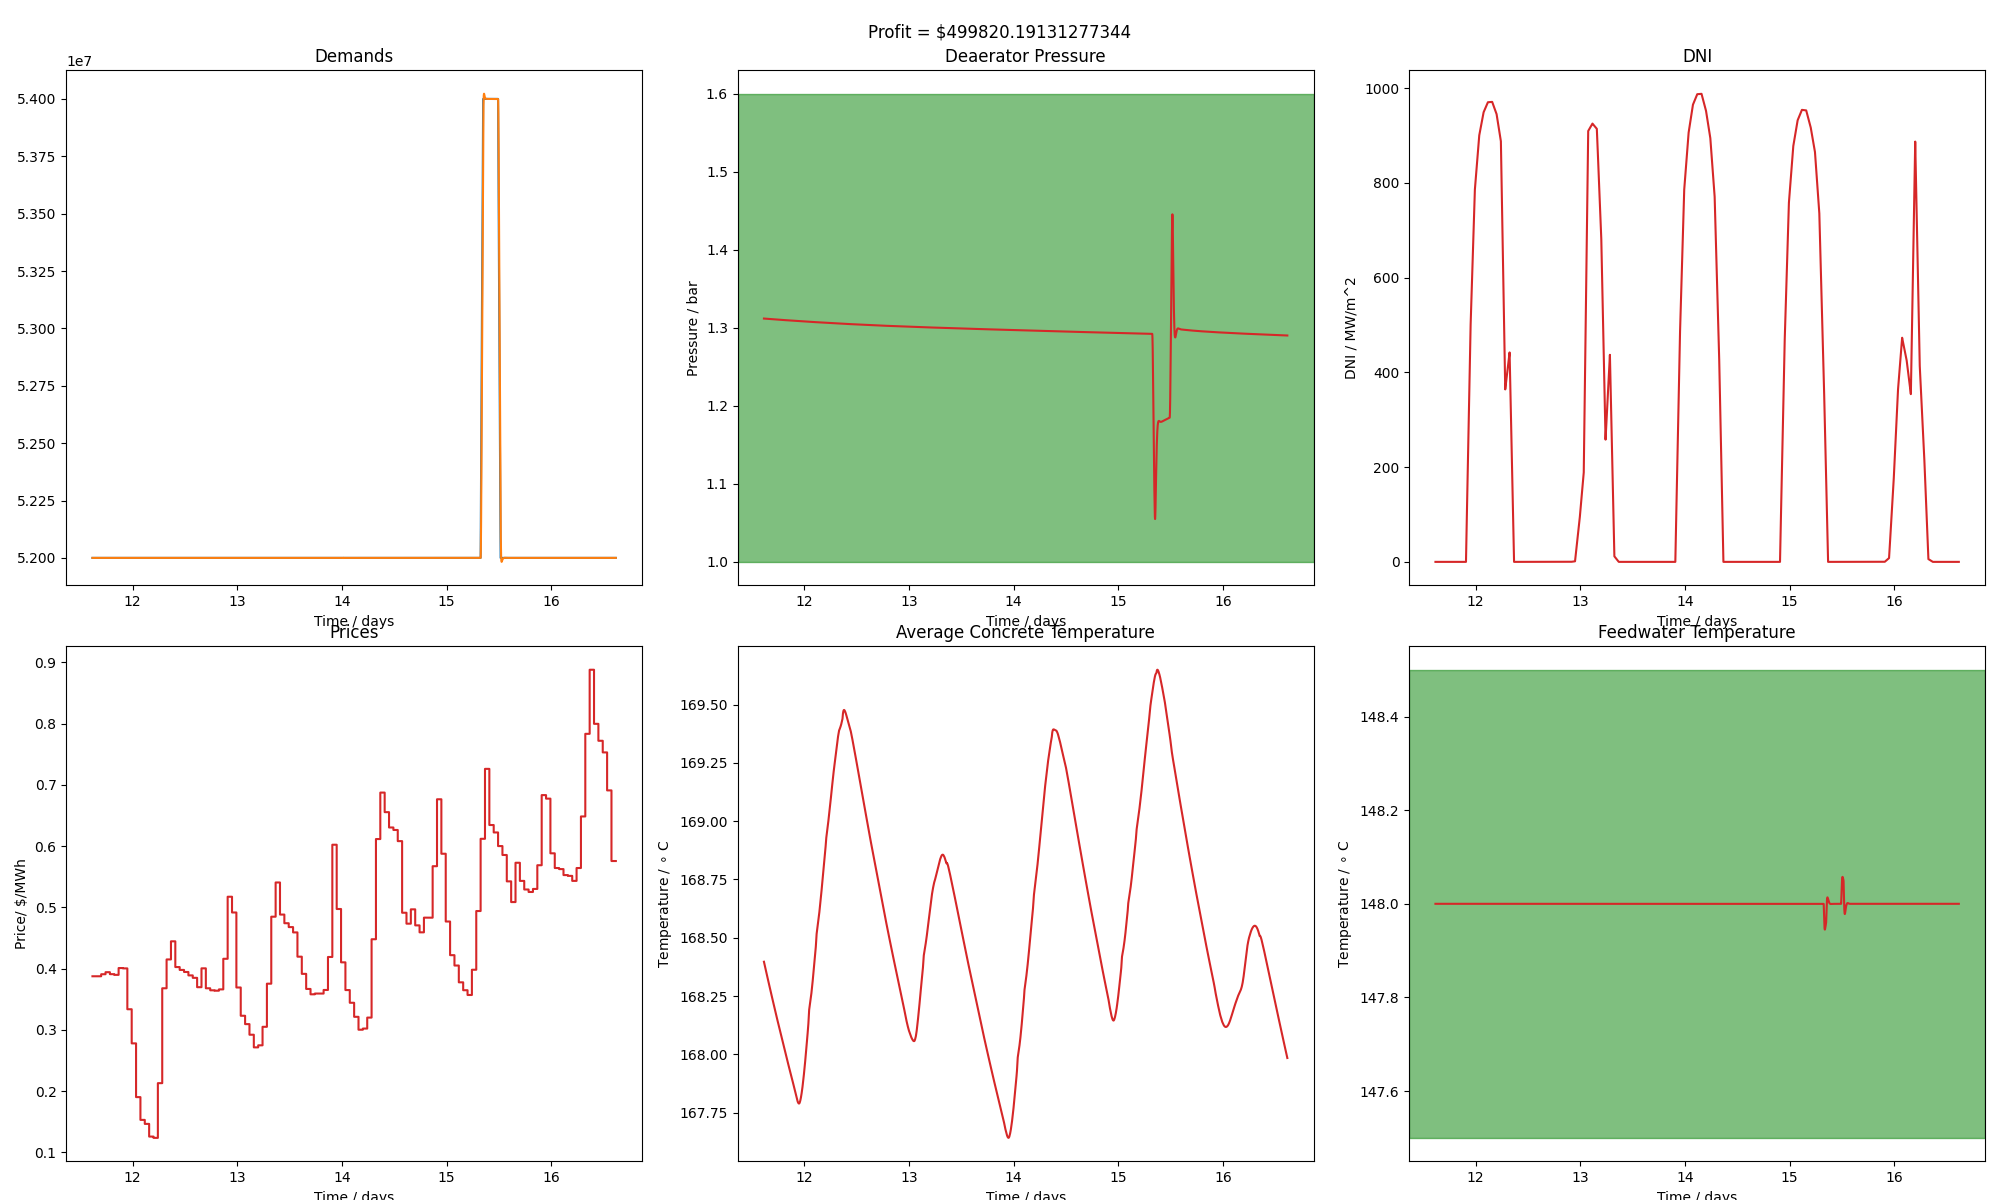 Profit = $499820.19131277344
Demands
1e7
5.400
5.375
5.350
5.325
5.300
5.275
5.250
5.225
5.200
12 13 14 15 16
Time / days
Deaerator Pressure
Pressure / bar
1.6
1.5
1.4
1.3
1.2
1.1
1.0
12 13 14 15 16
Time / days
DNI
DNI / MW/m^2
1000
800
600
400
200
0
12 13 14 15 16
Time / days
Prices
Price/ $/MWh
0.9
0.8
0.7
0.6
0.5
0.4
0.3
0.2
0.1
12 13 14 15 16
Time / days
Average Concrete Temperature
Temperature / ∘ C
169.50
169.25
169.00
168.75
168.50
168.25
168.00
167.75
12 13 14 15 16
Time / days
Feedwater Temperature
Temperature / ∘ C
148.4
148.2
148.0
147.8
147.6
12 13 14 15 16
Time / days